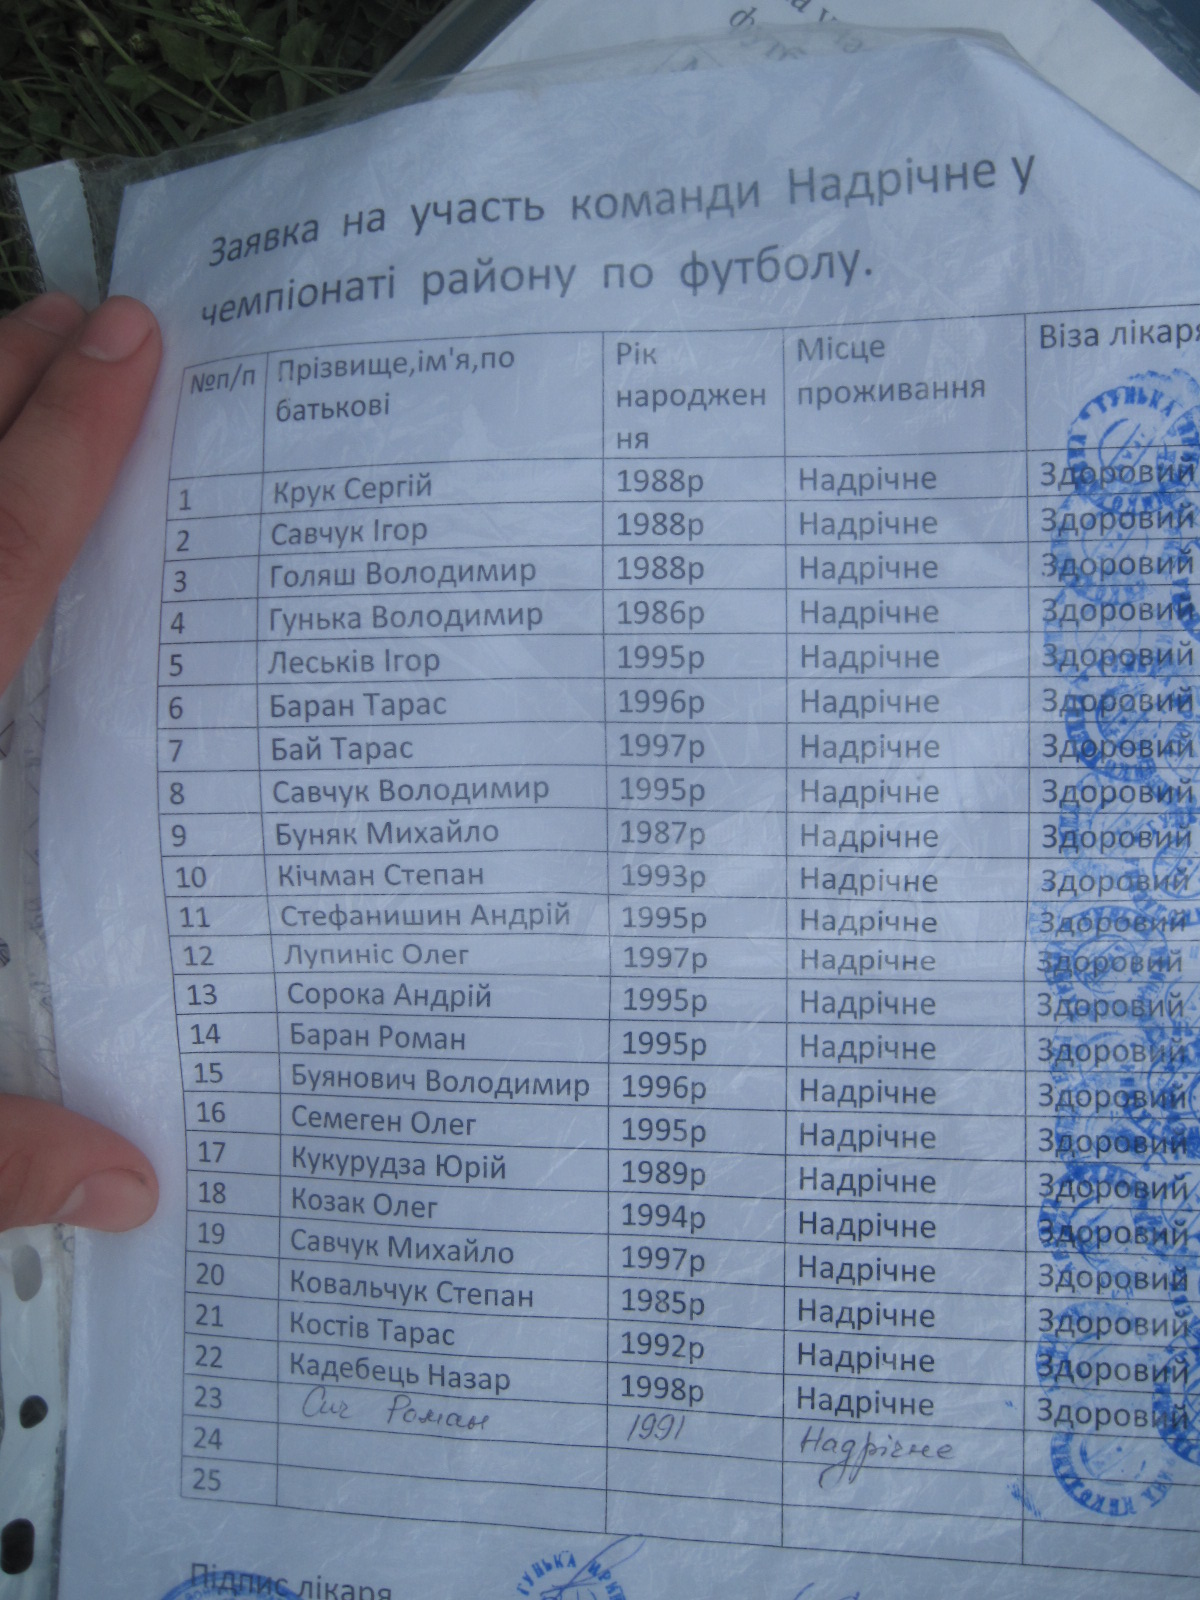 Заявка на участь команди Надрічне у
чемпіонаті району по футболу.
№п/п Прізвище,ім'я,по батькові Рік народжен ня Місце проживання Віза лікаря
1 Крук Сергій 1988р Надрічне Здоровий
2 Савчук Ігор 1988р Надрічне Здоровий
3 Голяш Володимир 1988р Надрічне Здоровий
4 Гунька Володимир 1986р Надрічне Здоровий
5 Леськів Ігор 1995р Надрічне Здоровий
6 Баран Тарас 1996р Надрічне Здоровий
7 Бай Тарас 1997р Надрічне Здоровий
8 Савчук Володимир 1995р Надрічне Здоровий
9 Буняк Михайло 1987р Надрічне Здоровий
10 Кічман Степан 1993р Надрічне Здоровий
11 Стефанишин Андрій 1995р Надрічне Здоровий
12 Лупиніс Олег 1997р Надрічне Здоровий
13 Сорока Андрій 1995р Надрічне Здоровий
14 Баран Роман 1995р Надрічне Здоровий
15 Буянович Володимир 1996р Надрічне Здоровий
16 Семеген Олег 1995р Надрічне Здоровий
17 Кукурудза Юрій 1989р Надрічне Здоровий
18 Козак Олег 1994р Надрічне Здоровий
19 Савчук Михайло 1997р Надрічне Здоровий
20 Ковальчук Степан 1985р Надрічне Здоровий
21 Костів Тарас 1992р Надрічне Здоровий
22 Кадебець Назар 1998р Надрічне Здоровий
23 Сич Роман 1991 Надрічне
24
25
Підпис лікаря
ГУНЬКА